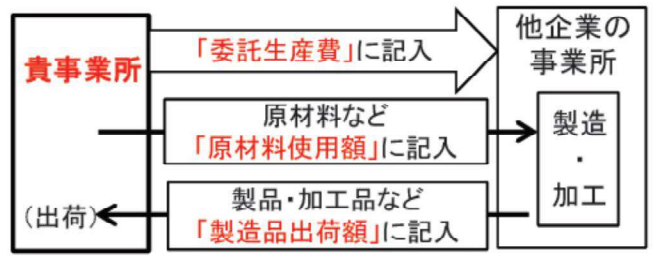 貴事業所
(出荷)
「委託生産費」に記入
原材料など
「原材料使用額」に記入
製品・加工品など
「製造品出荷額」に記入
他企業の
事業所
製造
・
加工